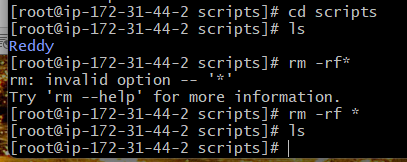 [root@ip-172-31-44-2 scripts]# cd scripts
[root@ip-172-31-44-2 scripts]# ls
Reddy
[root@ip-172-31-44-2 scripts]# rm -rf*
rm: invalid option -- '*'
Try 'rm --help' for more information.
[root@ip-172-31-44-2 scripts]# rm -rf *
[root@ip-172-31-44-2 scripts]# ls
[root@ip-172-31-44-2 scripts]#